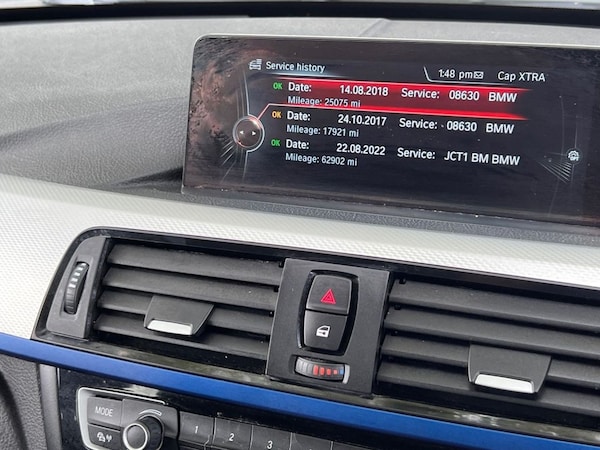 Service history 1:48 pm Cap XTRA
OK Date: 14.08.2018 Service: 08630 BMW
Mileage: 25075 mi
OK Date: 24.10.2017 Service: 08630 BMW
Mileage: 17921 mi
OK Date: 22.08.2022 Service: JCT1 BM BMW
Mileage: 62902 mi
MODE
1 2 3